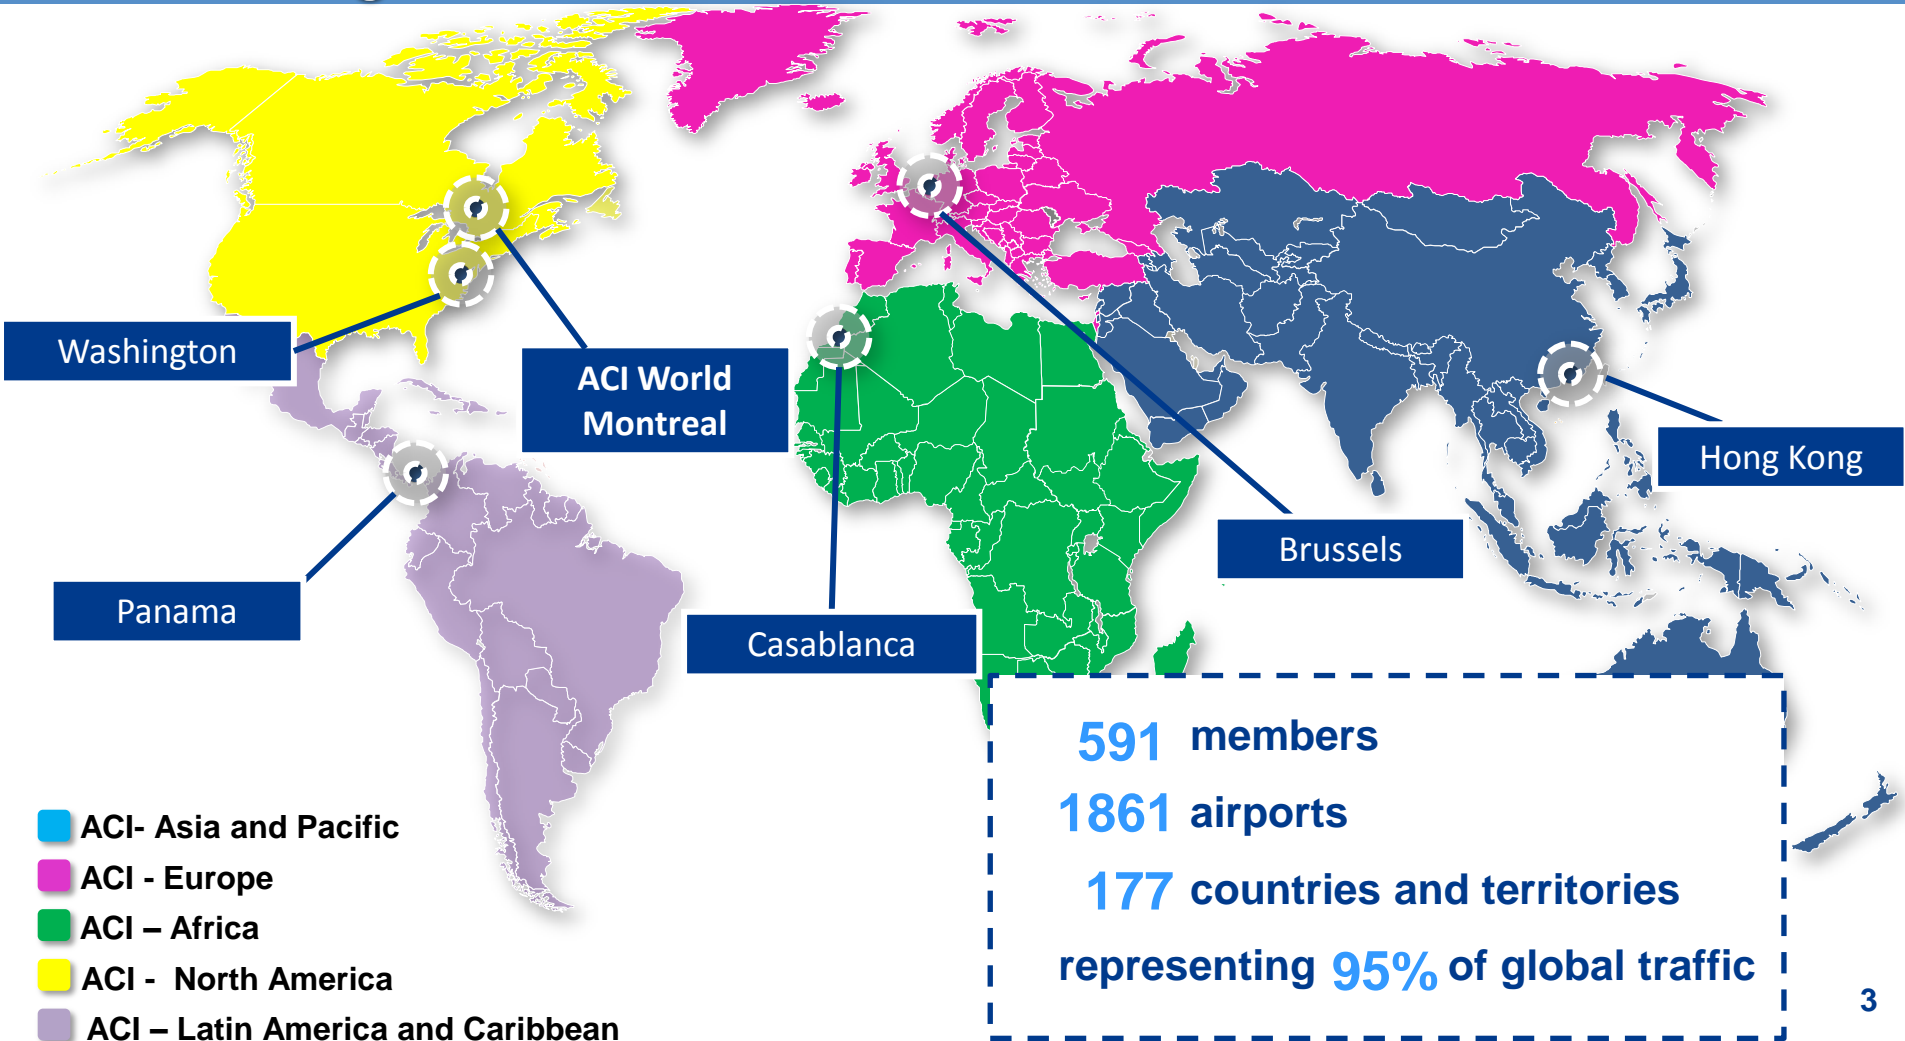 Washington
ACI World
Montreal
Hong Kong
Brussels
Panama
Casablanca
591 members
1861 airports
177 countries and territories
representing 95% of global traffic
ACI- Asia and Pacific
ACI - Europe
ACI – Africa
ACI - North America
ACI – Latin America and Caribbean
3